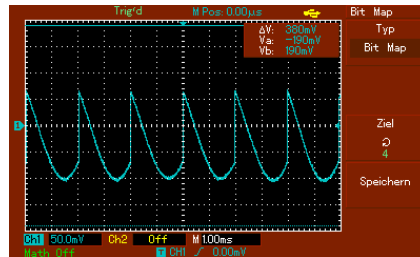 Trig'd M Pos: 0.00μs Bit Map
ΔV: 380mV
Va: -190mV
Vb: 190mV
Typ
Bit Map
Ziel
4
Speichern
Ch1 50.0mV Ch2 Off M 1.00ms
Math Off T CH1 0.00mV